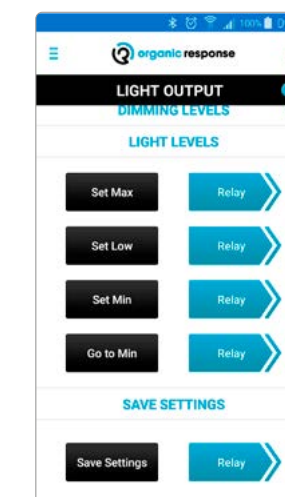 100%
organic response
LIGHT OUTPUT
DIMMING LEVELS
LIGHT LEVELS
Set Max Relay
Set Low Relay
Set Min Relay
Go to Min Relay
SAVE SETTINGS
Save Settings Relay